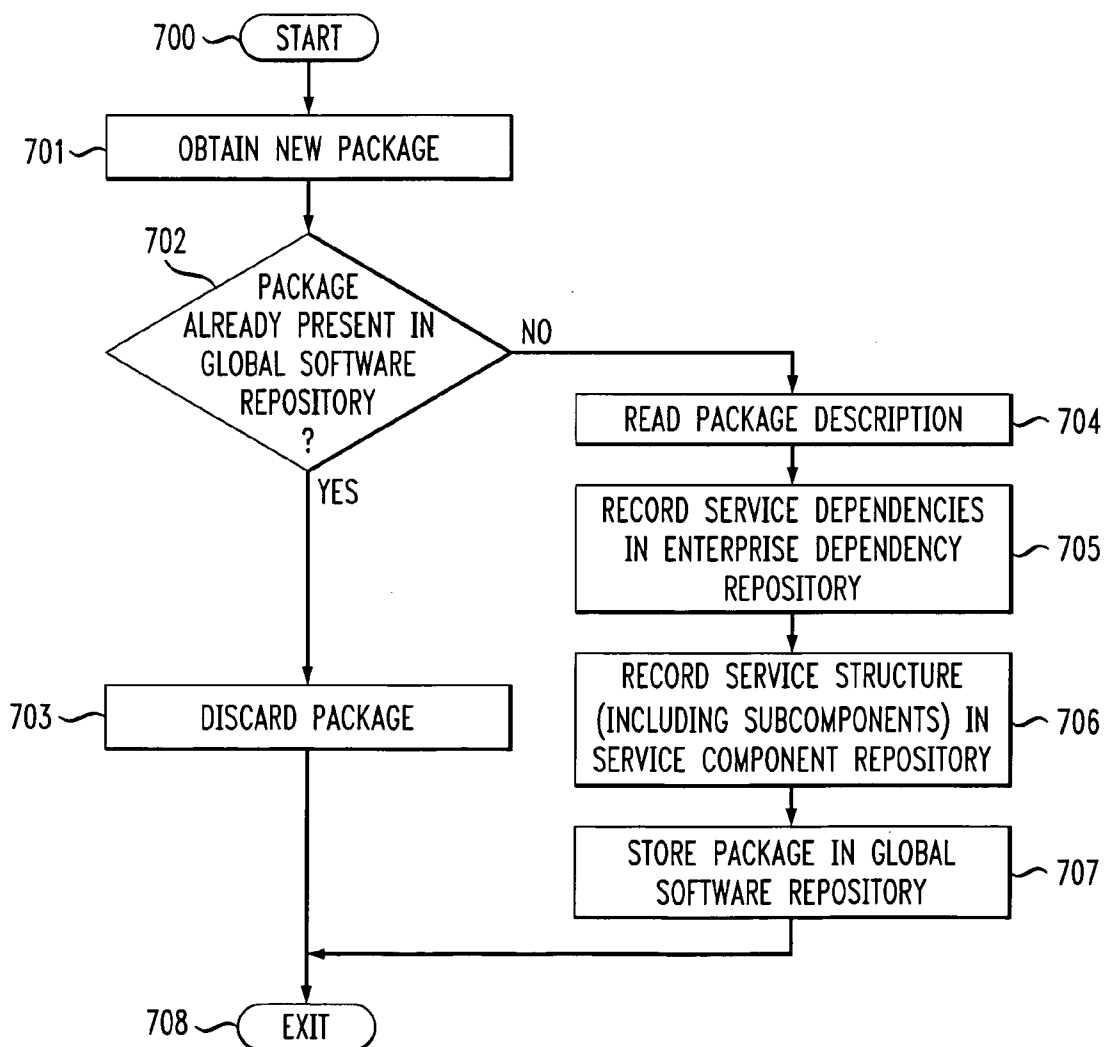 700
START
701
OBTAIN NEW PACKAGE
702
PACKAGE
ALREADY PRESENT IN
GLOBAL SOFTWARE
REPOSITORY
?
NO
YES
READ PACKAGE DESCRIPTION
704
RECORD SERVICE DEPENDENCIES
IN ENTERPRISE DEPENDENCY
REPOSITORY
705
RECORD SERVICE STRUCTURE
(INCLUDING SUBCOMPONENTS) IN
SERVICE COMPONENT REPOSITORY
706
703
DISCARD PACKAGE
STORE PACKAGE IN GLOBAL
SOFTWARE REPOSITORY
707
708
EXIT